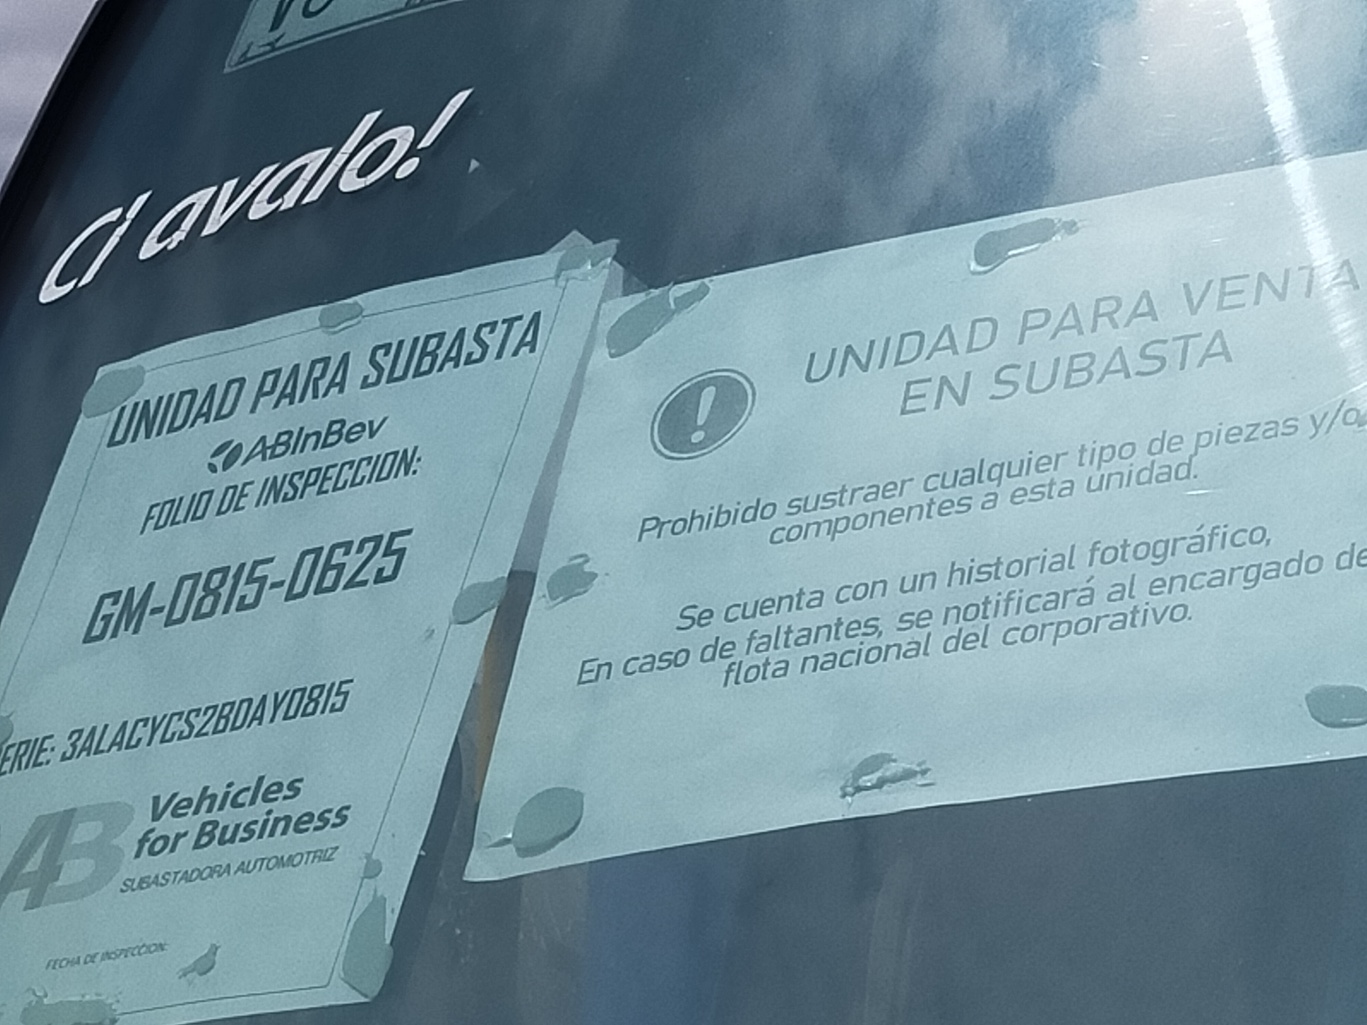 avalo!
UNIDAD PARA SUBASTA
ABInBev
FOLIO DE INSPECCION:
GM-0815-0625
ERIE: 3ALACYCS2BDAY0815
AB Vehicles
for Business
SUBASTADORA AUTOMOTRIZ
FECHA DE INSPECCION:
UNIDAD PARA VENTA
EN SUBASTA
Prohibido sustraer cualquier tipo de piezas y/o
componentes a esta unidad.
Se cuenta con un historial fotográfico,
En caso de faltantes, se notificará al encargado de
flota nacional del corporativo.